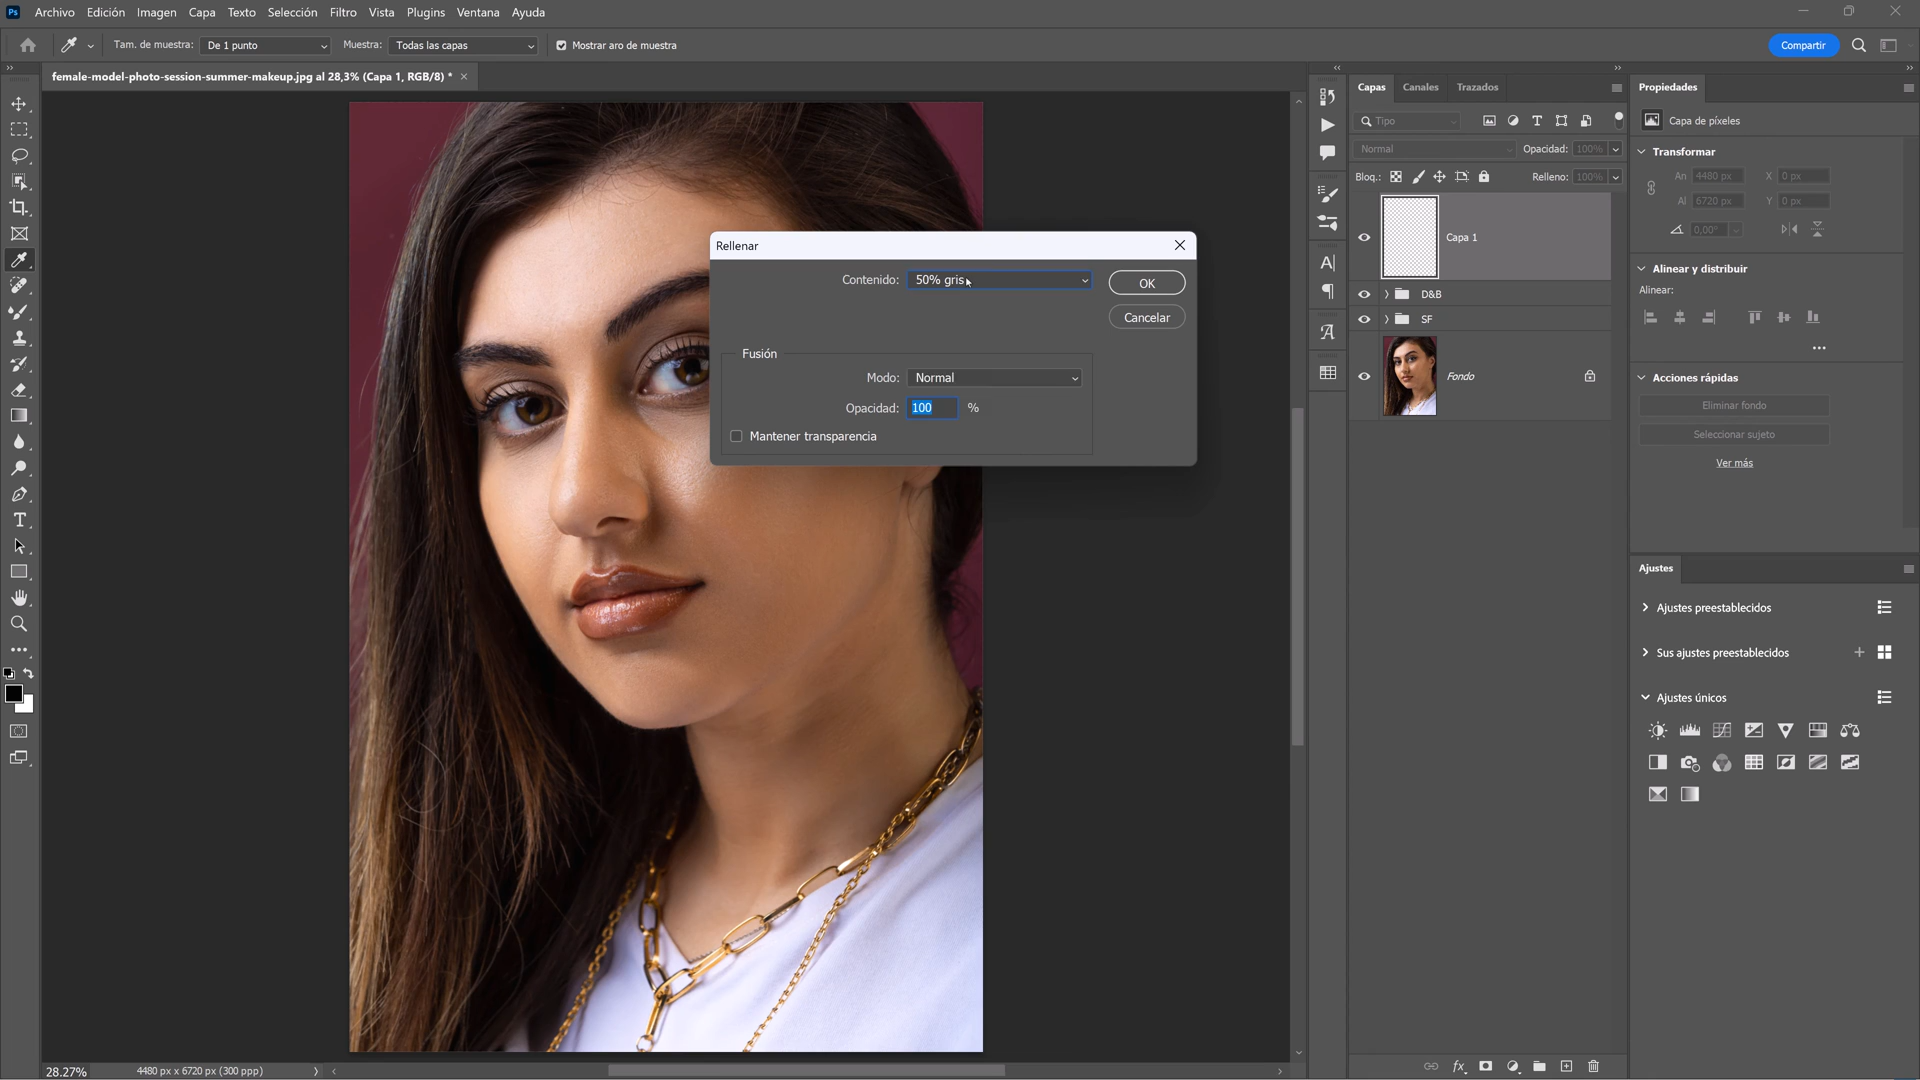 Ps Archivo Edición Imagen Capa Texto Selección Filtro Vista Plugins Ventana Ayuda
Tam. de muestra: De 1 punto Muestra: Todas las capas Mostrar aro de muestra Compartir
female-model-photo-session-summer-makeup.jpg al 28,3% (Capa 1, RGB/8) *
Capas Canales Trazados
Tipo
Normal Opacidad: 100%
Bloq.: Relleno: 100%
Capa 1
D&B
SF
Fondo
Propiedades
Capa de píxeles
Transformar
An 4480 px X 0 px
Al 6720 px Y 0 px
0,00°
Alinear y distribuir
Alinear:
Acciones rápidas
Eliminar fondo
Seleccionar sujeto
Ver más
Ajustes
Ajustes preestablecidos
Sus ajustes preestablecidos
Ajustes únicos
Rellenar
Contenido: 50% gris
OK
Cancelar
Fusión
Modo: Normal
Opacidad: 100 %
Mantener transparencia
28.27% 4480 px x 6720 px (300 ppp)
fx